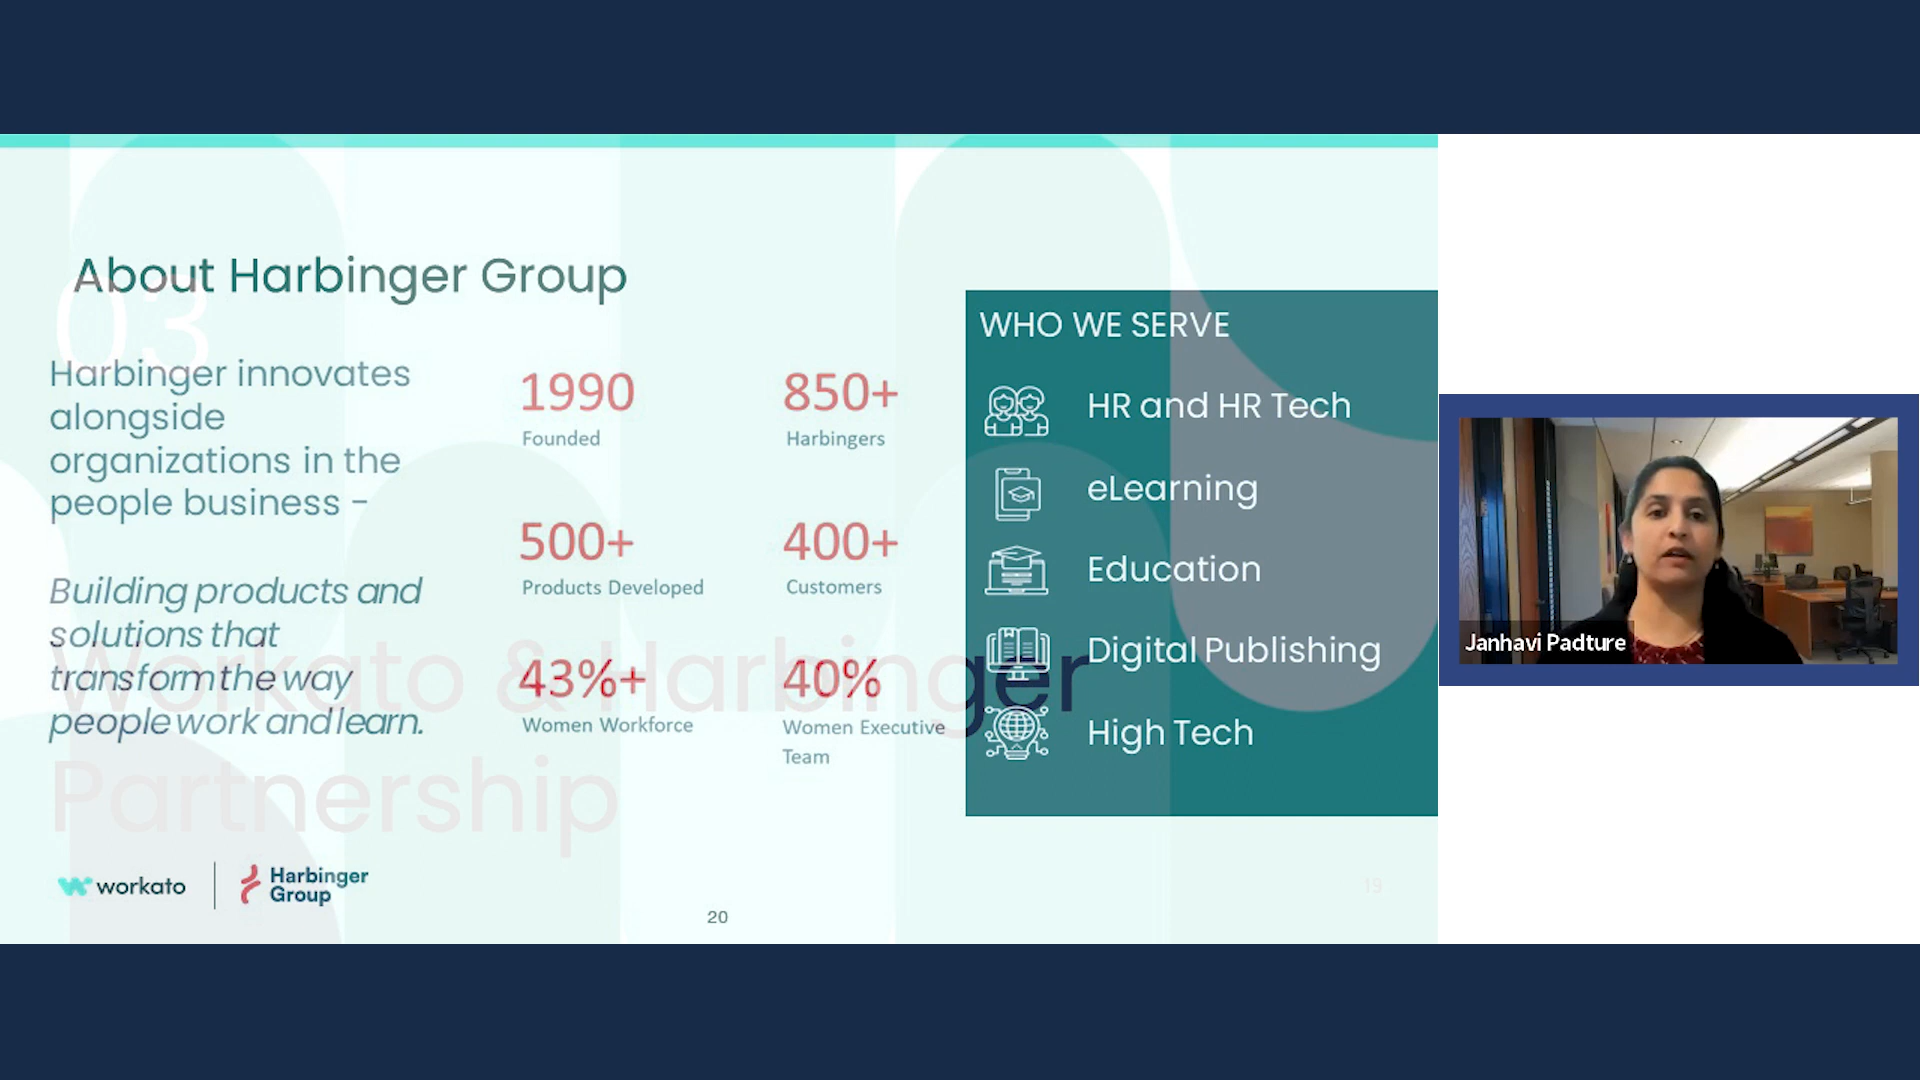 About Harbinger Group
03
Harbinger innovates
alongside
organizations in the
people business -
Building products and
solutions that
transform the way
people work and learn.
1990
Founded
850+
Harbingers
500+
Products Developed
400+
Customers
43%+
Women Workforce
40%
Women Executive
Team
WHO WE SERVE
HR and HR Tech
eLearning
Education
Digital Publishing
High Tech
Workato & Harbinger
Partnership
workato
Harbinger
Group
20
19
Janhavi Padture